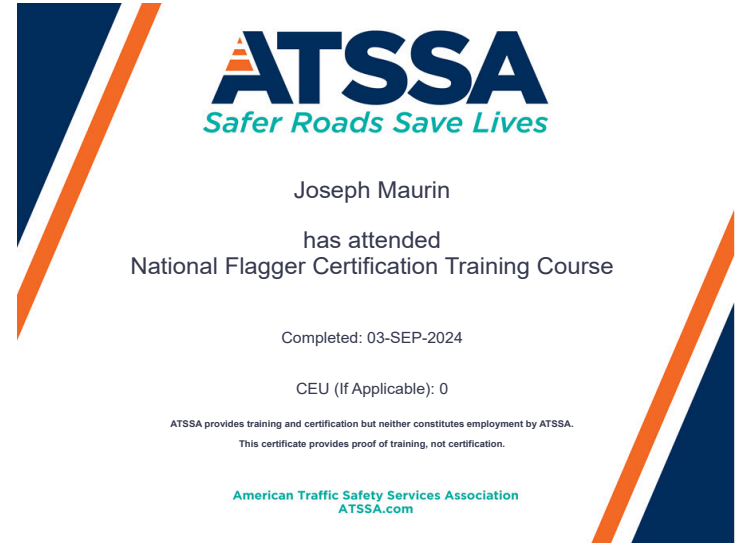 ATSSA
Safer Roads Save Lives
Joseph Maurin
has attended
National Flagger Certification Training Course
Completed: 03-SEP-2024
CEU (If Applicable): 0
ATSSA provides training and certification but neither constitutes employment by ATSSA.
This certificate provides proof of training, not certification.
American Traffic Safety Services Association
ATSSA.com